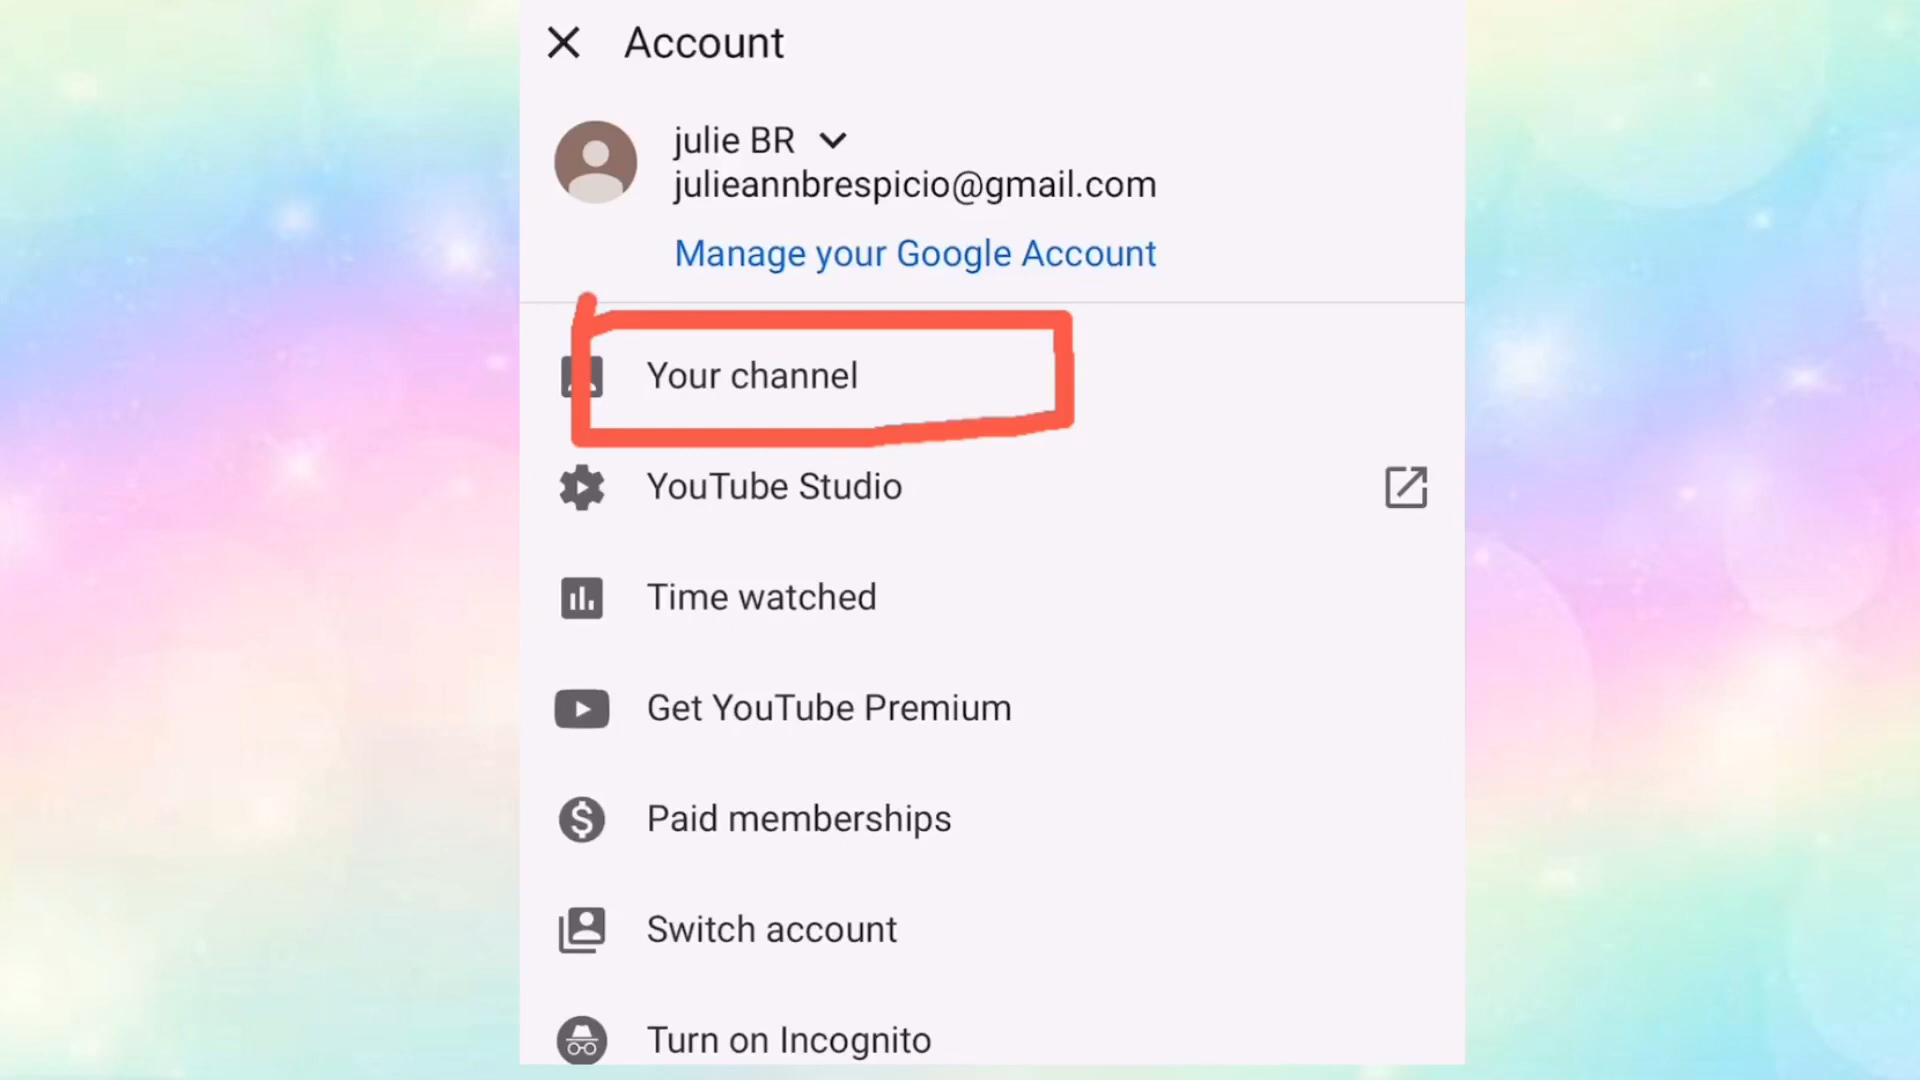 Account
julie BR
julieannbrespicio@gmail.com
Manage your Google Account
Your channel
YouTube Studio
Time watched
Get YouTube Premium
Paid memberships
Switch account
Turn on Incognito